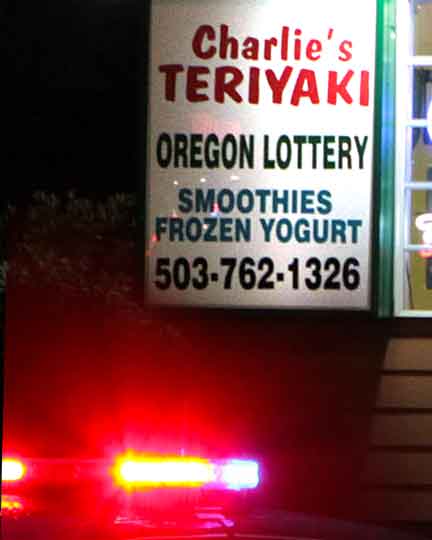 Charlie's
TERIYAKI
OREGON LOTTERY
SMOOTHIES
FROZEN YOGURT
503-762-1326